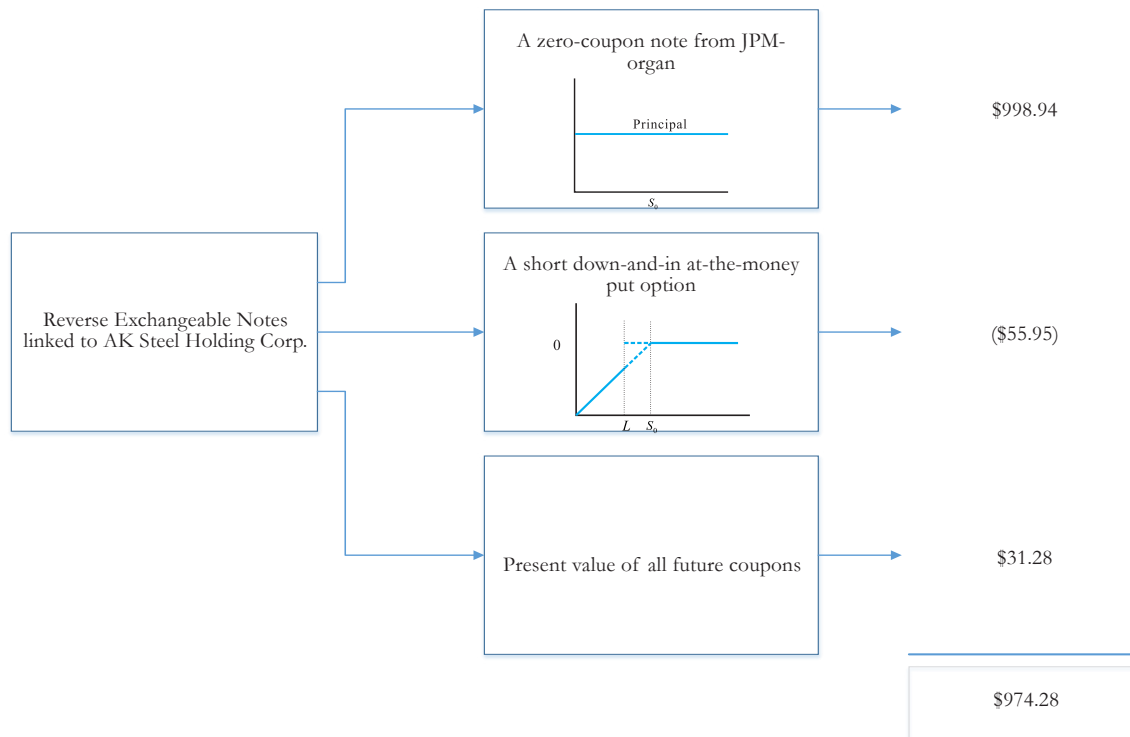 A zero-coupon note from JPM-
organ
Principal
S₀
$998.94
Reverse Exchangeable Notes
linked to AK Steel Holding Corp.
A short down-and-in at-the-money
put option
0
L S₀
($55.95)
Present value of all future coupons
$31.28
$974.28